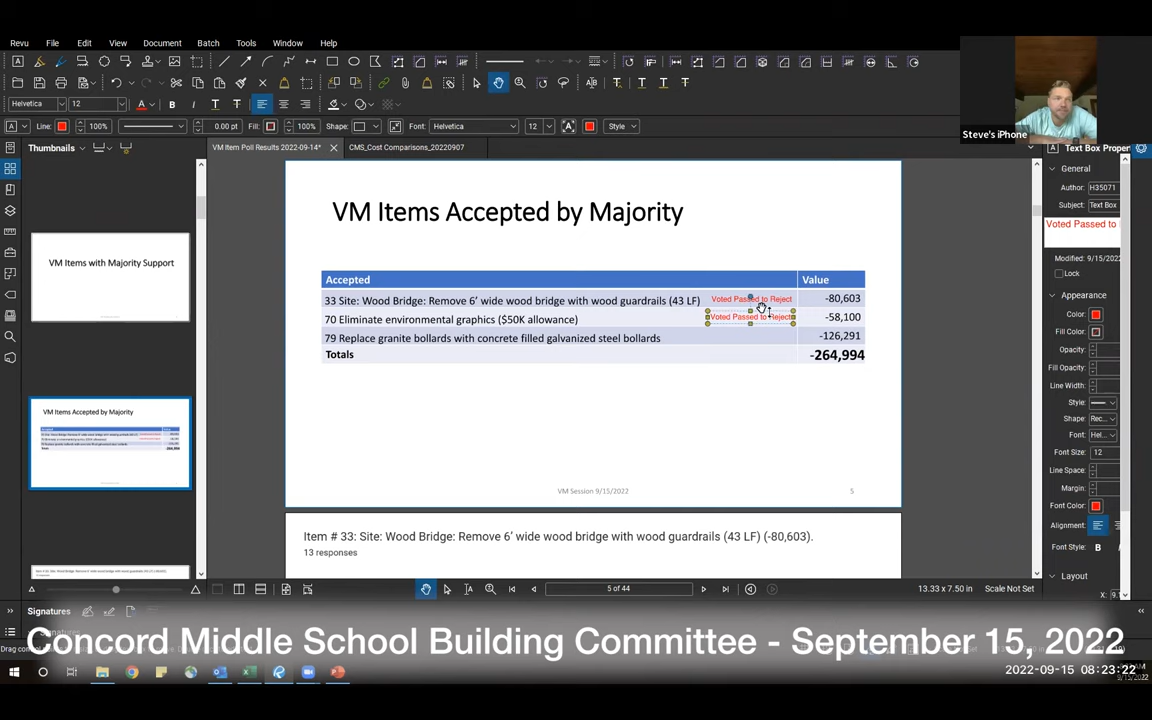 Revu File Edit View Document Batch Tools Window Help
Helvetica 12
Line: 100% 0.00 pt Fill: 100% Shape: Font: Helvetica 12 Style
Steve's iPhone
Thumbnails VM Item Poll Results 2022-09-14* CMS_Cost Comparisons_20220907
VM Items with Majority Support
VM Items Accepted by Majority
Accepted Value
33 Site: Wood Bridge: Remove 6' wide wood bridge with wood guardrails (43 LF) Voted Passed to Reject -80,603
70 Eliminate environmental graphics ($50K allowance) Voted Passed to Reject -58,100
79 Replace granite bollards with concrete filled galvanized steel bollards -126,291
Totals -264,994
VM Session 9/15/2022 5
Item # 33: Site: Wood Bridge: Remove 6' wide wood bridge with wood guardrails (43 LF) (-80,603).
13 responses
VM Items Accepted by Majority
Text Box Proper
General
Author: H35071
Subject: Text Box
Voted Passed to
Modified: 9/15/2022
Lock
Appearance
Color:
Fill Color:
Opacity:
Fill Opacity:
Line Width:
Style:
Shape: Rec...
Font: Hel...
Font Size: 12
Line Space:
Margin:
Font Color:
Alignment:
Font Style: B
Layout
X:
5 of 44 13.33 x 7.50 in Scale Not Set
Signatures
Concord Middle School Building Committee - September 15, 2022
2022-09-15 08:23:22
9/15/2022